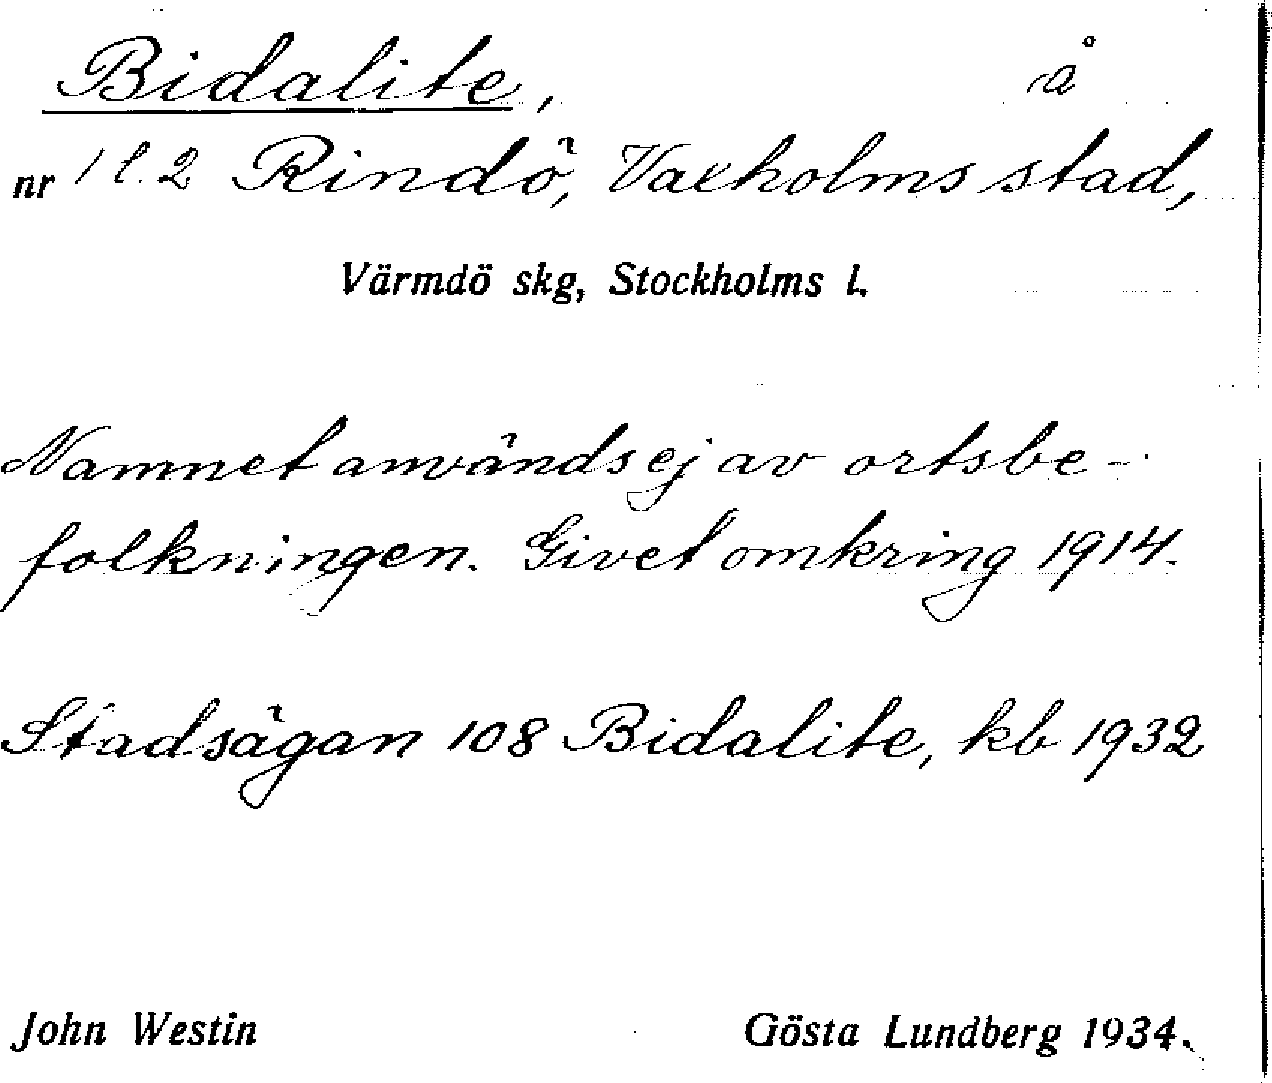 Bidalite, å
nr 1 l. 2 Rindö, Vaxholms stad,
Värmdö skg, Stockholms l.
Namnet användes ej av ortsbe-
folkningen. Givet omkring 1914.
Stadsägan 108 Bidalite, kb 1932
John Westin Gösta Lundberg 1934.